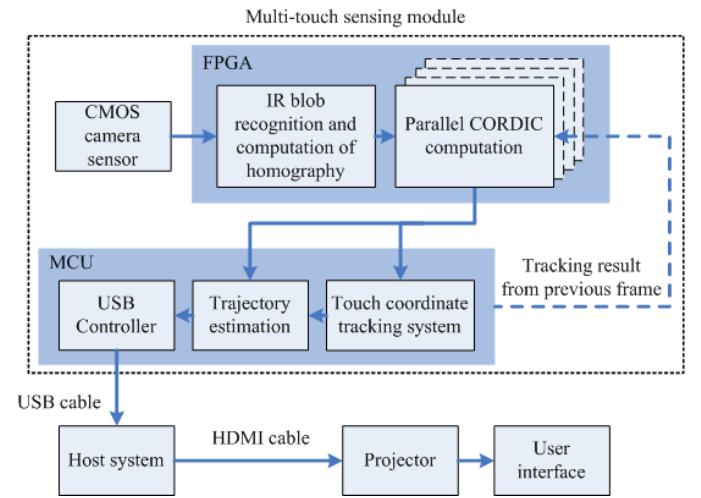 Multi-touch sensing module
FPGA
CMOS
camera
sensor
IR blob
recognition and
computation of
homography
Parallel CORDIC
computation
Tracking result
from previous frame
MCU
USB
Controller
Trajectory
estimation
Touch coordinate
tracking system
USB cable
Host system
HDMI cable
Projector
User
interface